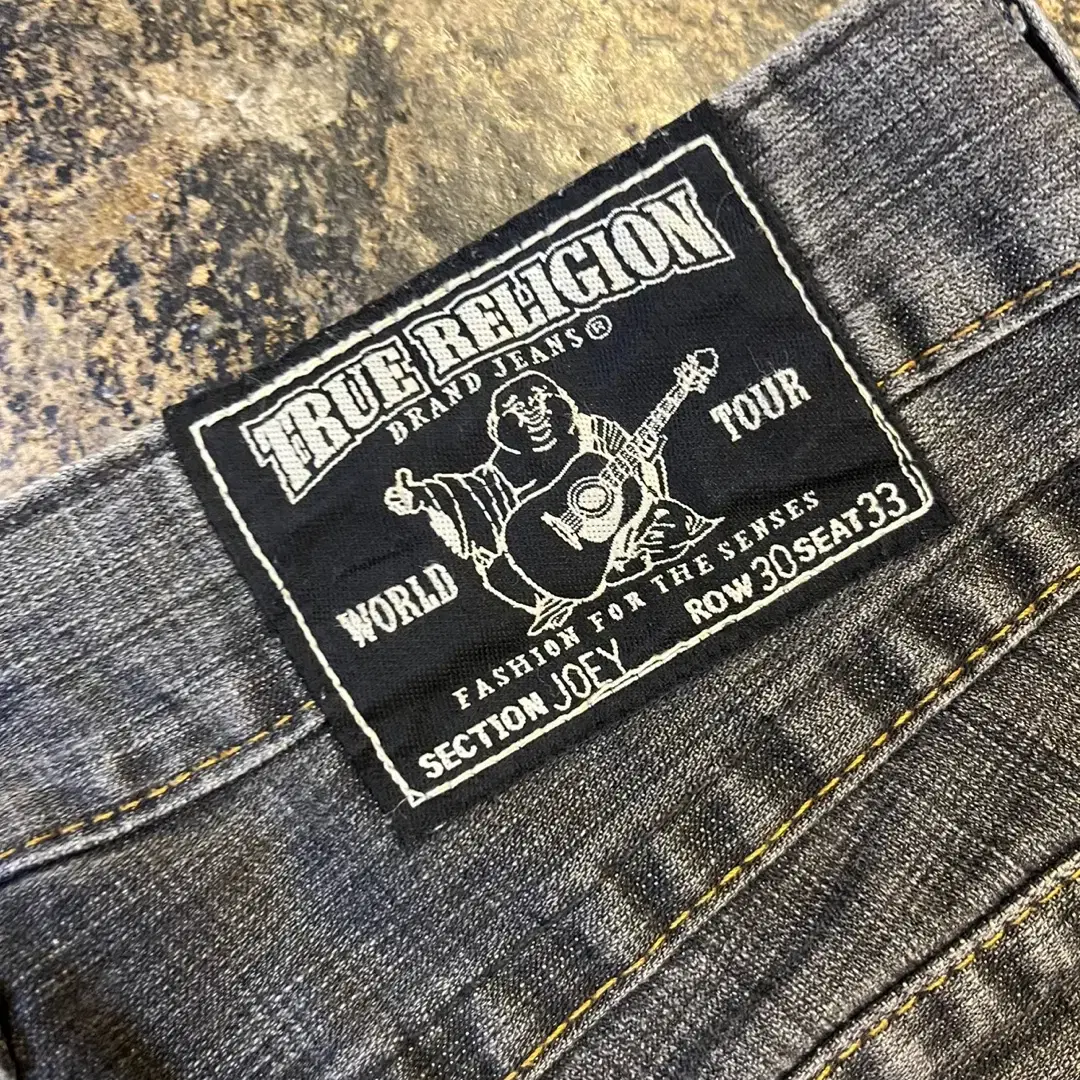 TRUE RELIGION
BRAND JEANS®
WORLD TOUR
FASHION FOR THE SENSES
SECTION JOEY ROW 30 SEAT 33